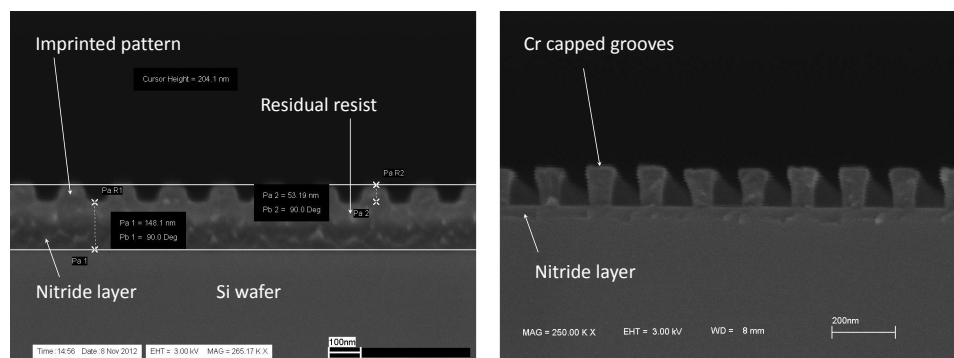 Imprinted pattern
Cursor Height = 204.1 nm
Residual resist
Pa R1
Pa R2
Pa 2 = 53.19 nm
Pb 2 = 90.0 Deg
Pa 2
Pa 1 = 148.1 nm
Pb 1 = 90.0 Deg
Pa 1
Nitride layer
Si wafer
100nm
Time :14:56 Date :8 Nov 2012 EHT = 3.00 kV MAG = 265.17 K X
Cr capped grooves
Nitride layer
MAG = 250.00 K X EHT = 3.00 kV WD = 8 mm
200nm